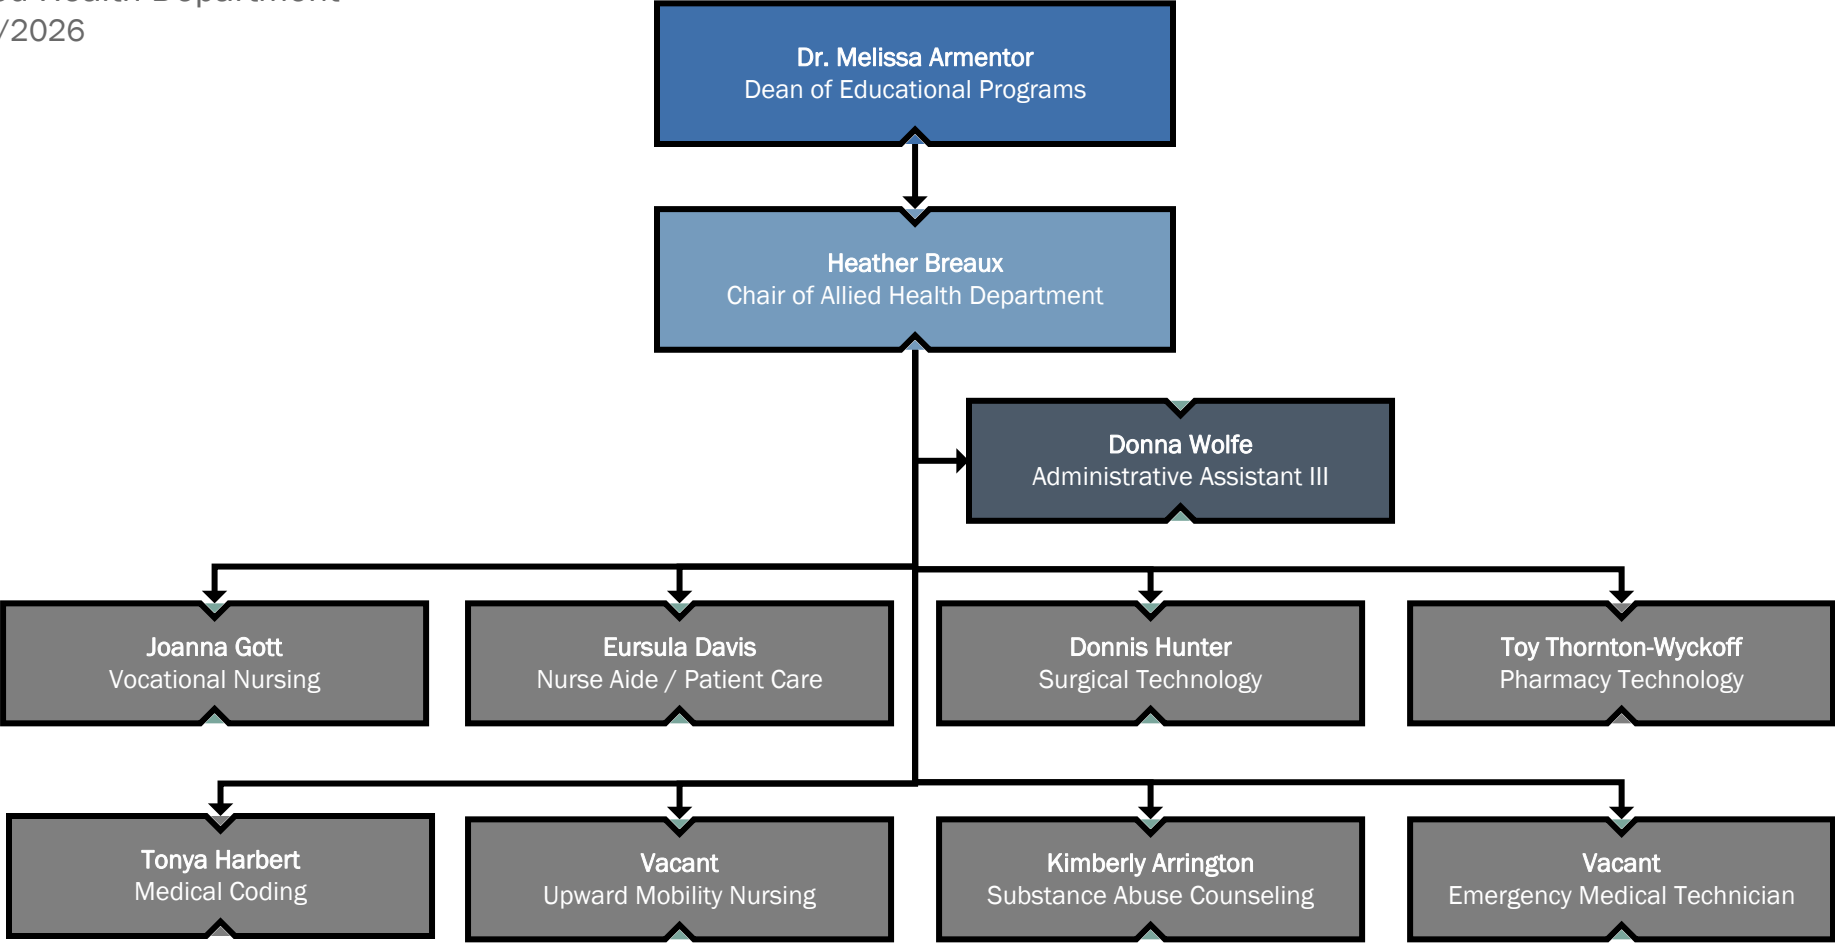 Health Department
/2026
Dr. Melissa Armentor
Dean of Educational Programs
Heather Breaux
Chair of Allied Health Department
Donna Wolfe
Administrative Assistant III
Joanna Gott
Vocational Nursing
Eursula Davis
Nurse Aide / Patient Care
Donnis Hunter
Surgical Technology
Toy Thornton-Wyckoff
Pharmacy Technology
Tonya Harbert
Medical Coding
Vacant
Upward Mobility Nursing
Kimberly Arrington
Substance Abuse Counseling
Vacant
Emergency Medical Technician